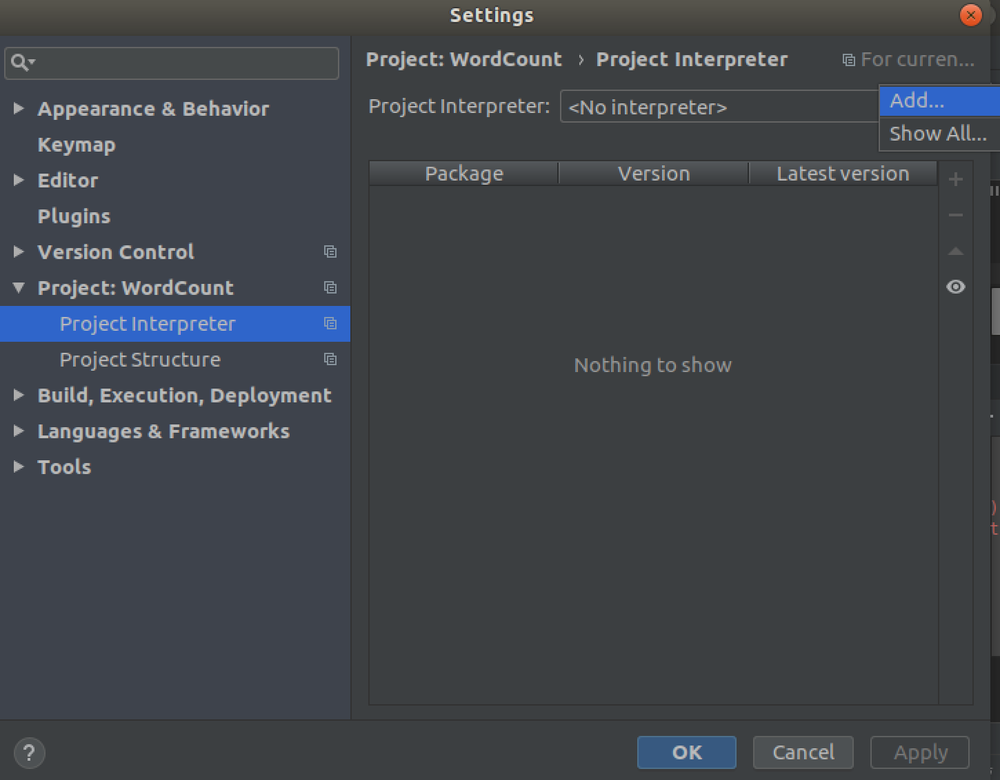 Settings
Project: WordCount › Project Interpreter
For curren...
Project Interpreter: <No interpreter>
Add...
Show All...
Appearance & Behavior
Keymap
Editor
Plugins
Version Control
Project: WordCount
Project Interpreter
Project Structure
Build, Execution, Deployment
Languages & Frameworks
Tools
Package Version Latest version
Nothing to show
)
t
?
OK Cancel Apply